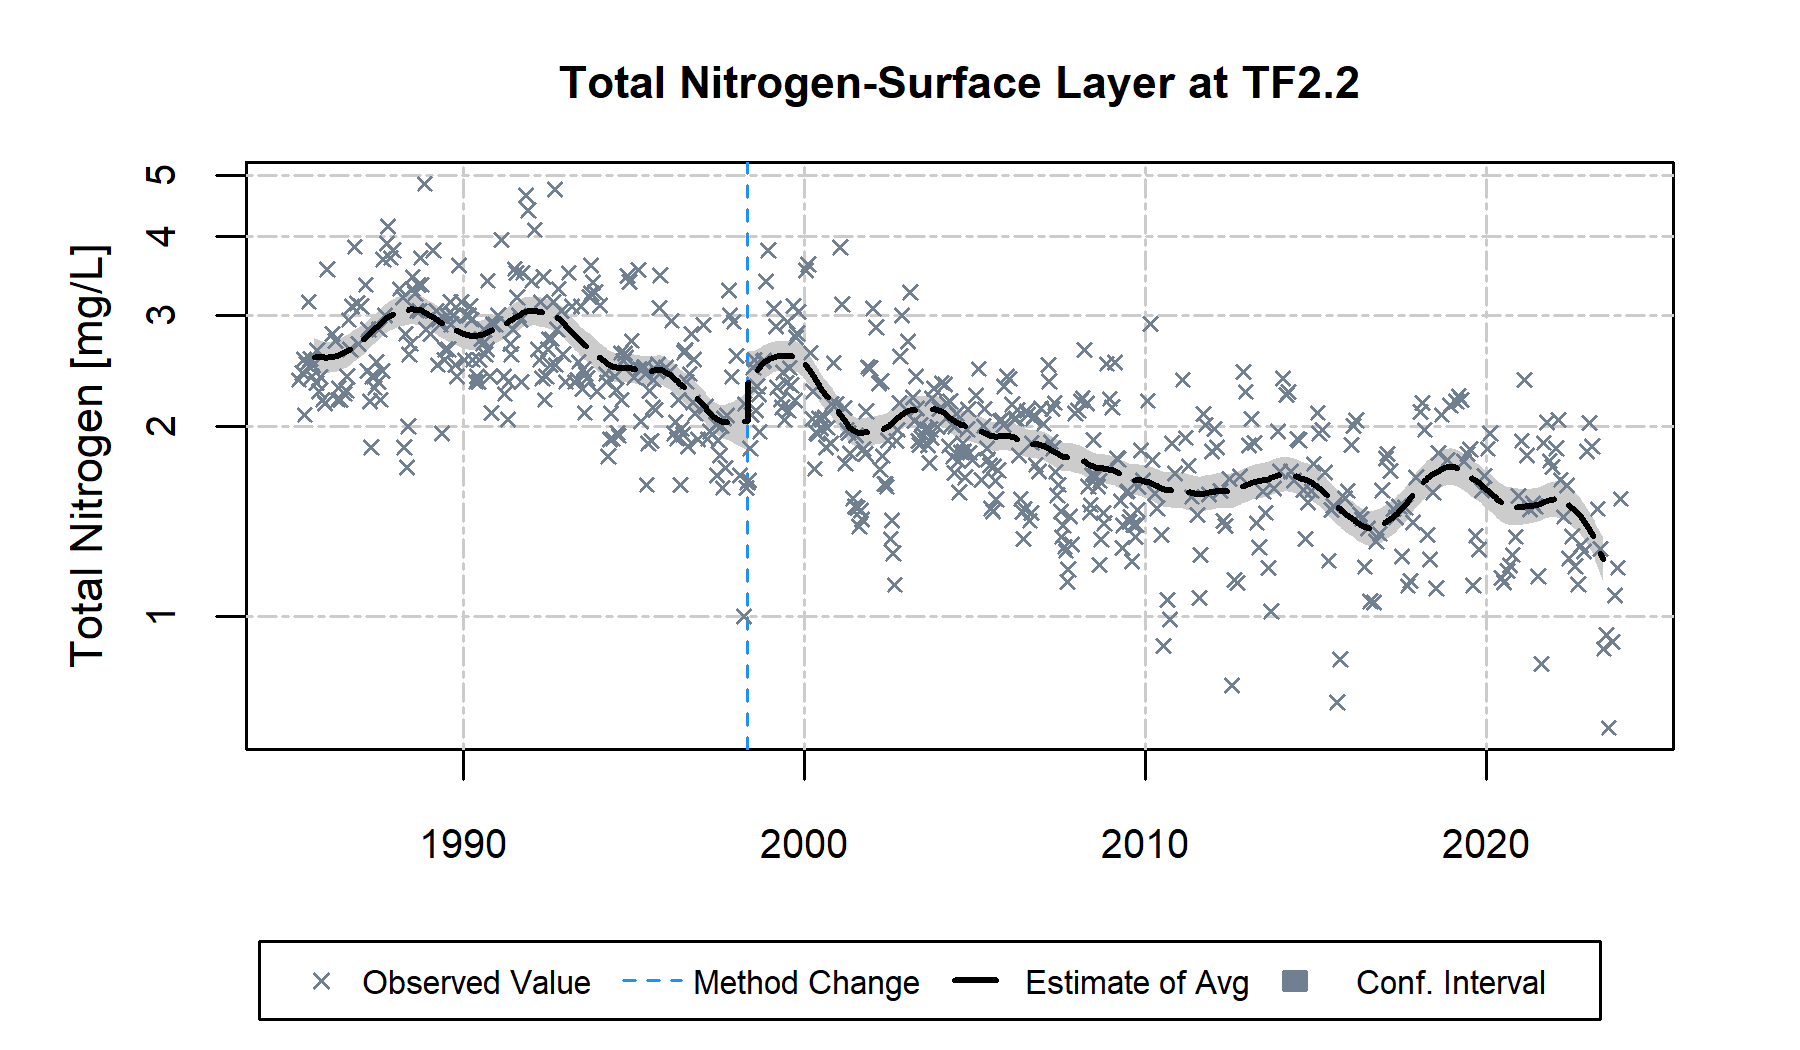 Total Nitrogen-Surface Layer at TF2.2
Total Nitrogen [mg/L]
5
4
3
2
1
1990 2000 2010 2020
Observed Value Method Change Estimate of Avg Conf. Interval